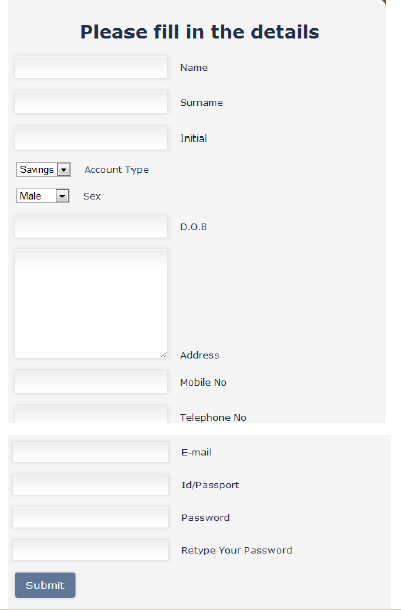 Please fill in the details
Name
Surname
Initial
Savings Account Type
Male Sex
D.O.B
Address
Mobile No
Telephone No
E-mail
Id/Passport
Password
Retype Your Password
Submit